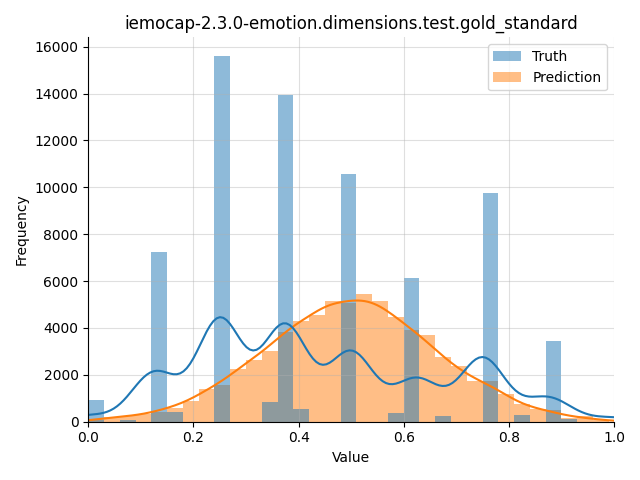 iemocap-2.3.0-emotion.dimensions.test.gold_standard
Truth
Prediction
Frequency
16000
14000
12000
10000
8000
6000
4000
2000
0
0.0 0.2 0.4 0.6 0.8 1.0
Value